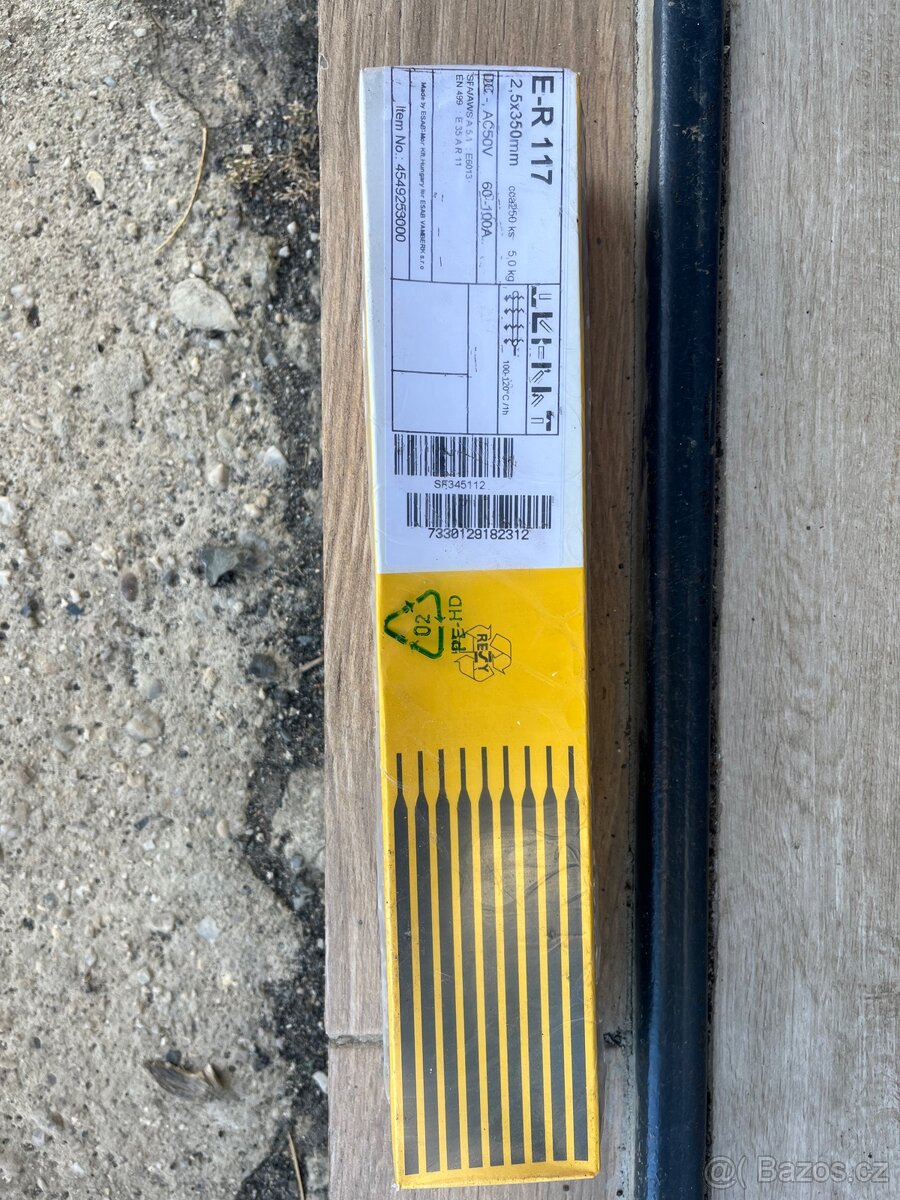 E-R 117
2,5x350mm cca250 ks 5,0 kg
DC -, AC50V 60-100A
SFA/AWS A 5.1 : E6013
EN 499 E 35 A R 11
Made by ESAB-Mor Kft.Hungary for ESAB VAMBERK s.r.o
Item No.: 4549253000
100-120°C /1h
SF345112
7330129182312
02
PE-HD
RESY
@( Bazos.cz